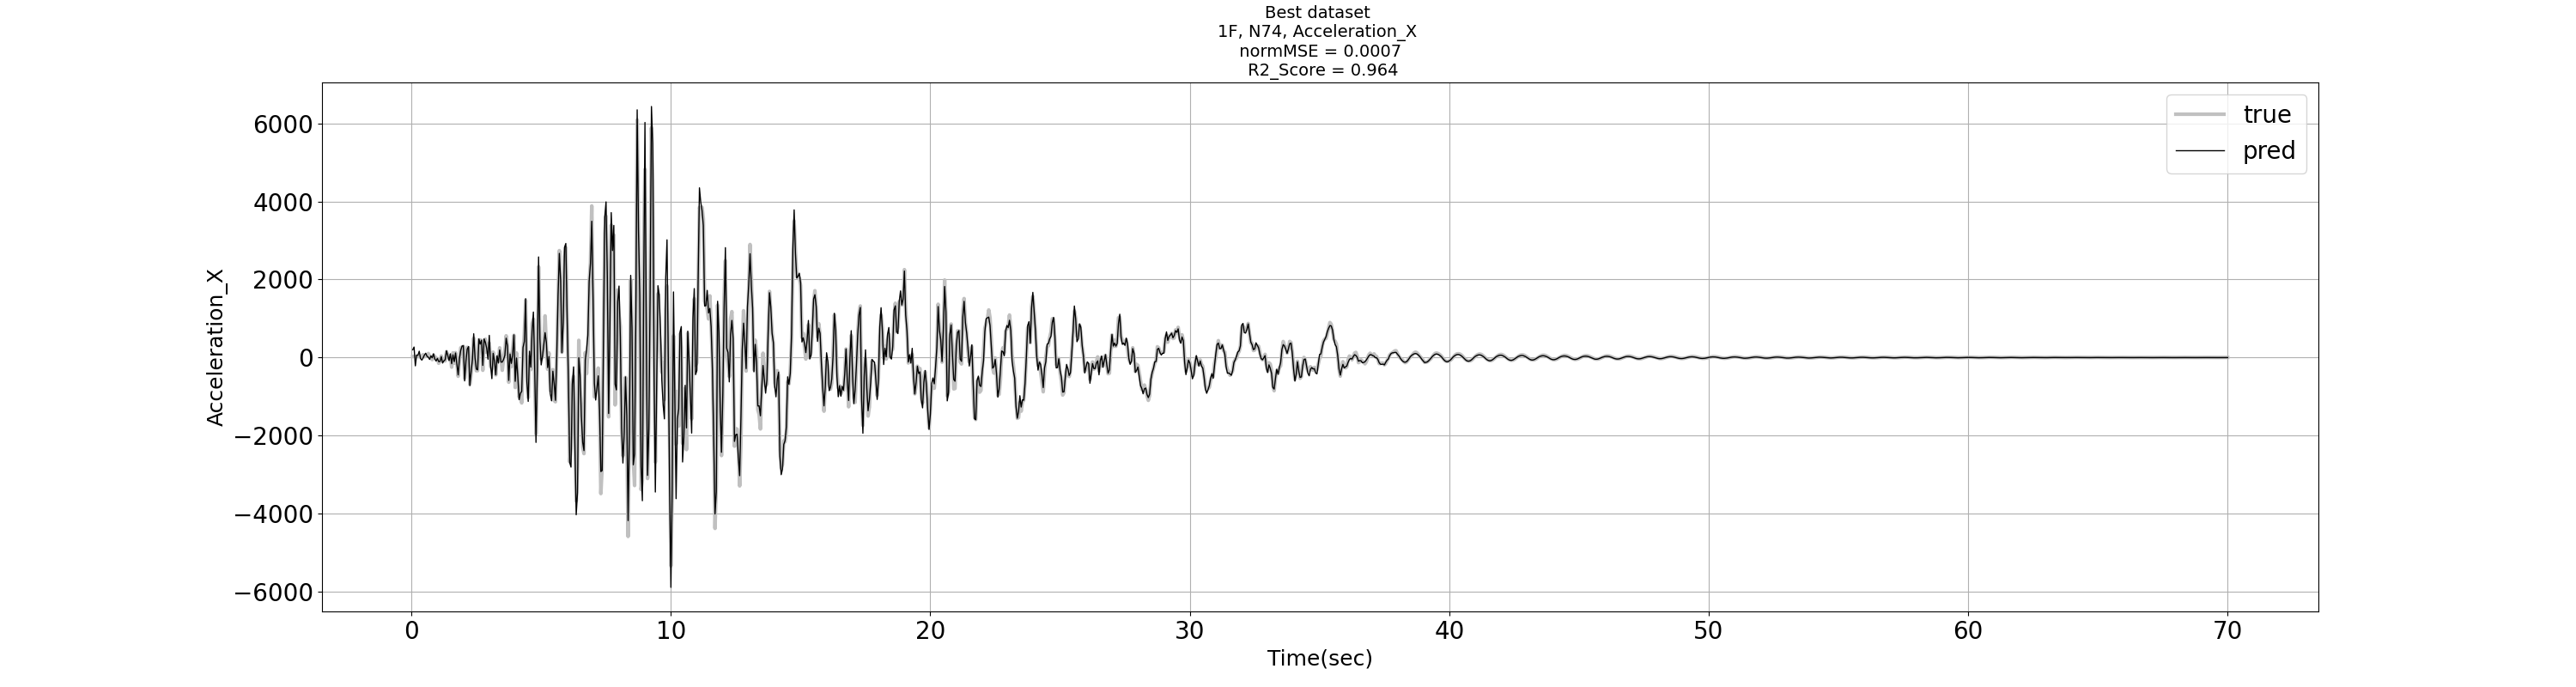 Best dataset
1F, N74, Acceleration_X
normMSE = 0.0007
R2_Score = 0.964
true
pred
6000
4000
2000
0
−2000
−4000
−6000
Acceleration_X
0 10 20 30 40 50 60 70
Time(sec)